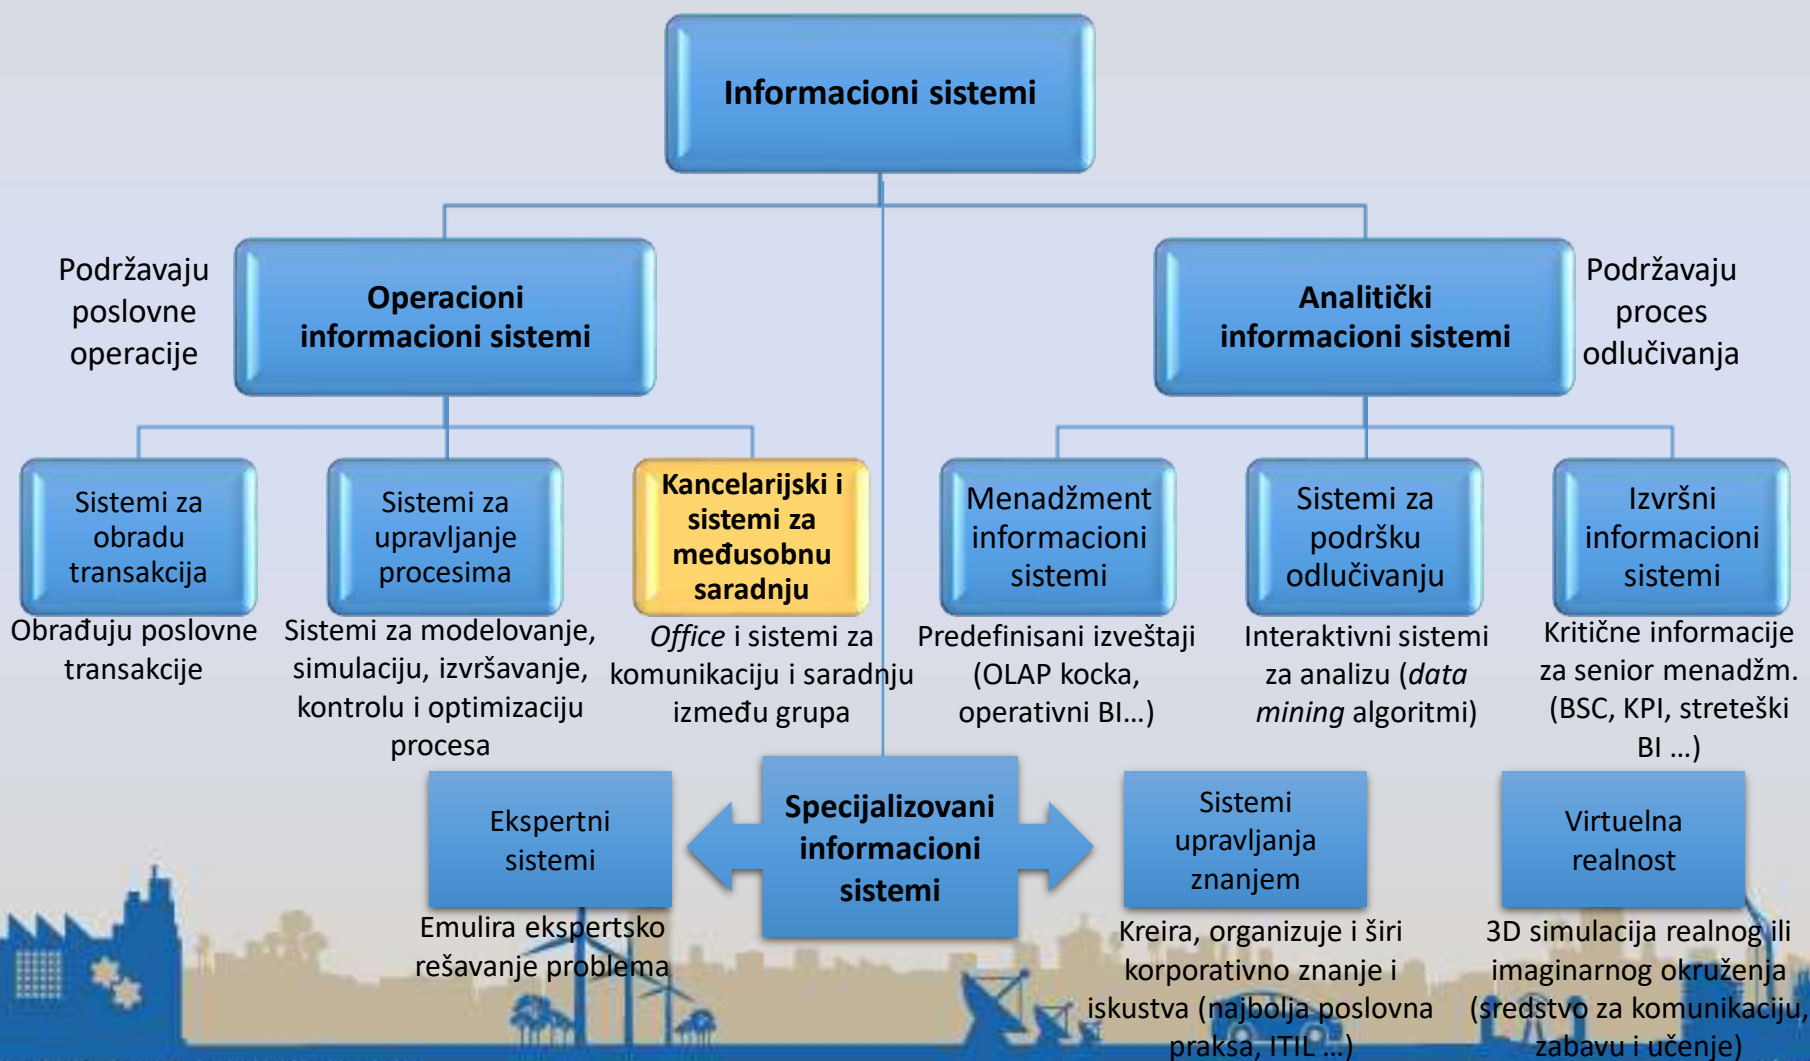 Informacioni sistemi
Podržavaju
poslovne
operacije
Operacioni
informacioni sistemi
Analitički
informacioni sistemi
Podržavaju
proces
odlučivanja
Sistemi za
obradu
transakcija
Sistemi za
upravljanje
procesima
Kancelarijski i
sistemi za
međusobnu
saradnju
Menadžment
informacioni
sistemi
Sistemi za
podršku
odlučivanju
Izvršni
informacioni
sistemi
Obrađuju poslovne
transakcije
Sistemi za modelovanje,
simulaciju, izvršavanje,
kontrolu i optimizaciju
procesa
Office i sistemi za
komunikaciju i saradnju
između grupa
Predefinisani izveštaji
(OLAP kocka,
operativni BI...)
Interaktivni sistemi
za analizu (data
mining algoritmi)
Kritične informacije
za senior menadžm.
(BSC, KPI, streteški
BI ...)
Ekspertni
sistemi
Specijalizovani
informacioni
sistemi
Sistemi
upravljanja
znanjem
Virtuelna
realnost
Emulira ekspertsko
rešavanje problema
Kreira, organizuje i širi
korporativno znanje i
iskustva (najbolja poslovna
praksa, ITIL ...)
3D simulacija realnog ili
imaginarnog okruženja
(sredstvo za komunikaciju,
zabavu i učenje)